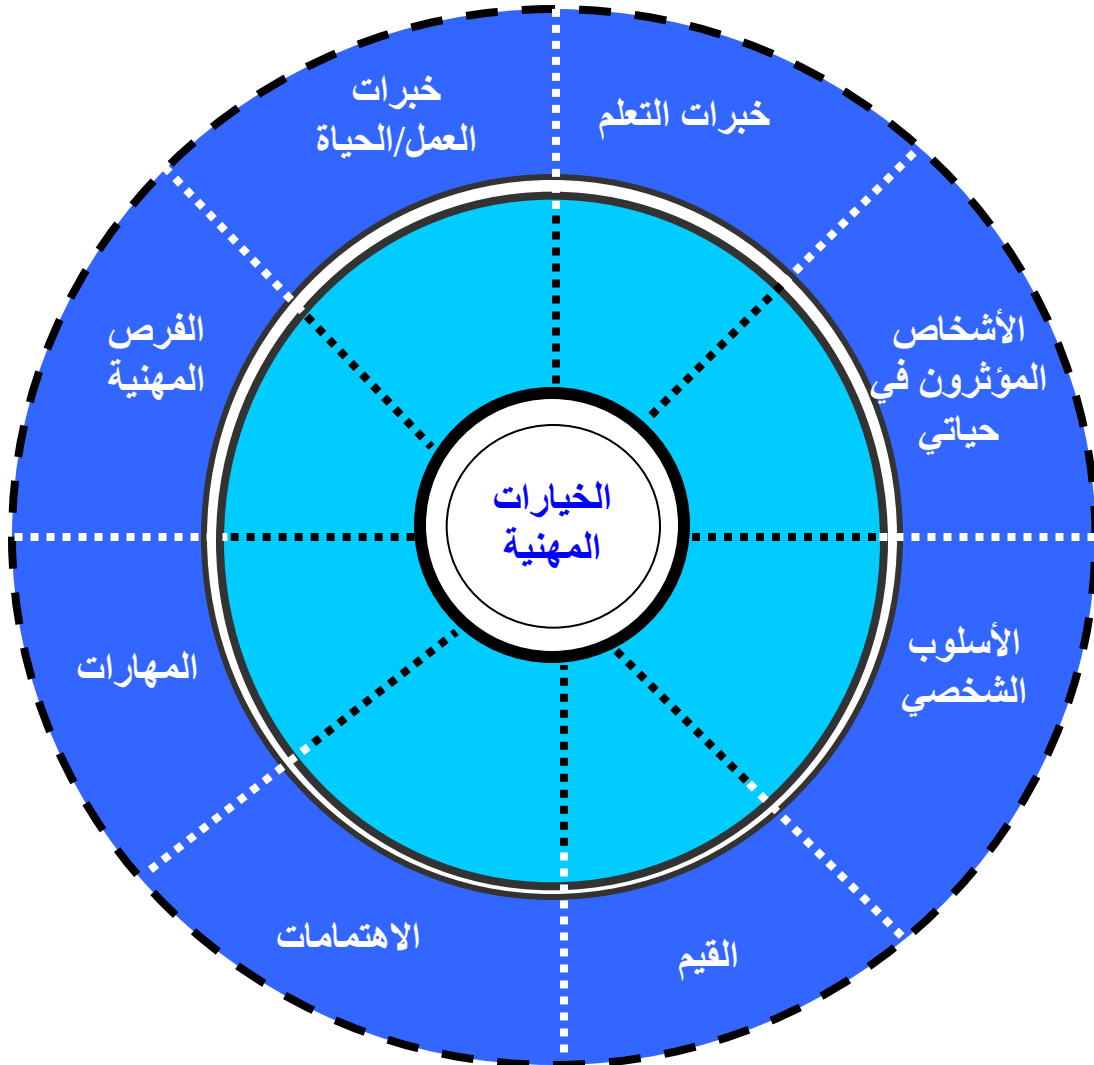 خبرات
العمل/الحياة
خبرات التعلم
الأشخاص
المؤثرون في
حياتي
الفرص
المهنية
الخيارات
المهنية
الأسلوب
الشخصي
المهارات
القيم
الاهتمامات